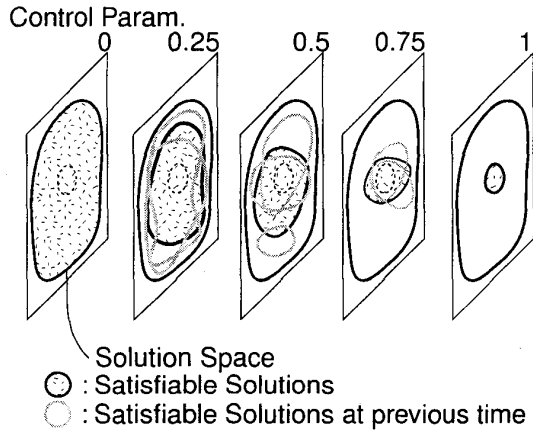 Control Param.
0 0.25 0.5 0.75 1
Solution Space
: Satisfiable Solutions
: Satisfiable Solutions at previous time